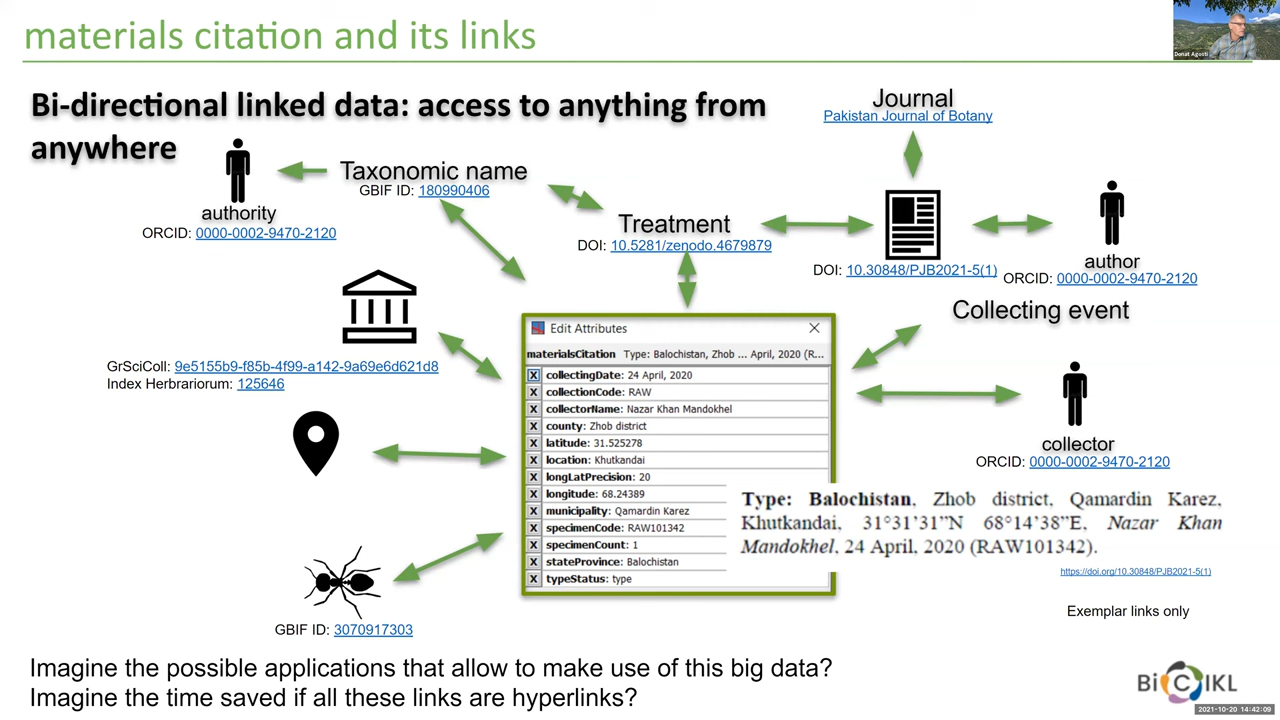 materials citation and its links
Donat Agosti
Bi-directional linked data: access to anything from
anywhere
Journal
Pakistan Journal of Botany
Taxonomic name
GBIF ID: 180990406
authority
ORCID: 0000-0002-9470-2120
Treatment
DOI: 10.5281/zenodo.4679879
DOI: 10.30848/PJB2021-5(1)
author
ORCID: 0000-0002-9470-2120
Collecting event
GrSciColl: 9e5155b9-f85b-4f99-a142-9a69e6d621d8
Index Herbrariorum: 125646
Edit Attributes
materialsCitation Type: Balochistan, Zhob ... April, 2020 (R...
X collectingDate: 24 April, 2020
X collectionCode: RAW
X collectorName: Nazar Khan Mandokhel
X county: Zhob district
X latitude: 31.525278
X location: Khutkandai
X longLatPrecision: 20
X longitude: 68.24389
X municipality: Qamardin Karez
X specimenCode: RAW101342
X specimenCount: 1
X stateProvince: Balochistan
X typeStatus: type
collector
ORCID: 0000-0002-9470-2120
Type: Balochistan, Zhob district, Qamardin Karez,
Khutkandai, 31°31’31”N 68°14’38”E, Nazar Khan
Mandokhel, 24 April, 2020 (RAW101342).
https://doi.org/10.30848/PJB2021-5(1)
Exemplar links only
GBIF ID: 3070917303
Imagine the possible applications that allow to make use of this big data?
Imagine the time saved if all these links are hyperlinks?
BiCIKL
2021-10-20 14:42:09